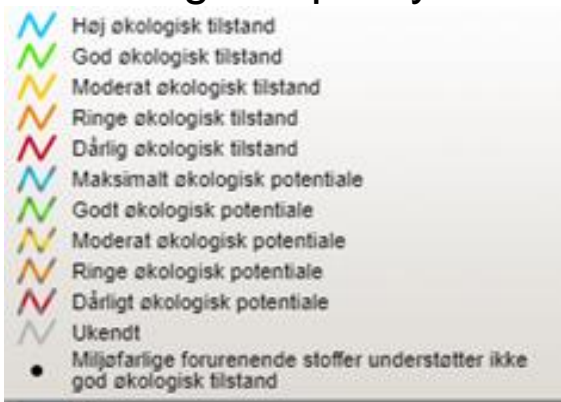 Høj økologisk tilstand
God økologisk tilstand
Moderat økologisk tilstand
Ringe økologisk tilstand
Dårlig økologisk tilstand
Maksimalt økologisk potentiale
Godt økologisk potentiale
Moderat økologisk potentiale
Ringe økologisk potentiale
Dårligt økologisk potentiale
Ukendt
Miljøfarlige forurenende stoffer understøtter ikke
god økologisk tilstand